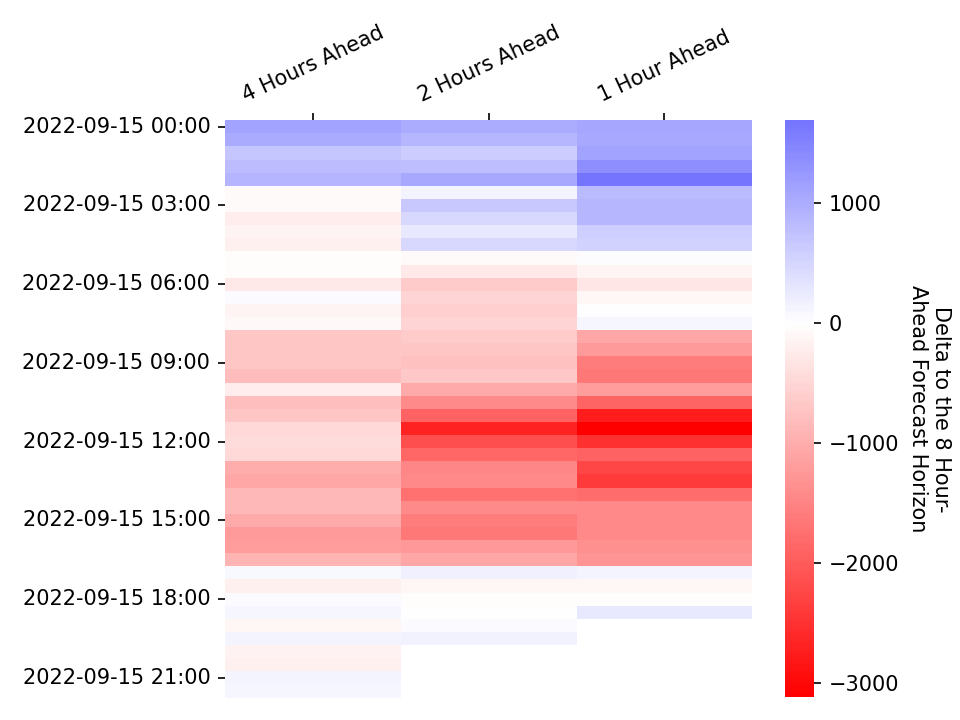 4 Hours Ahead
2 Hours Ahead
1 Hour Ahead
2022-09-15 00:00
2022-09-15 03:00
2022-09-15 06:00
2022-09-15 09:00
2022-09-15 12:00
2022-09-15 15:00
2022-09-15 18:00
2022-09-15 21:00
1000
0
−1000
−2000
−3000
Delta to the 8 Hour-
Ahead Forecast Horizon